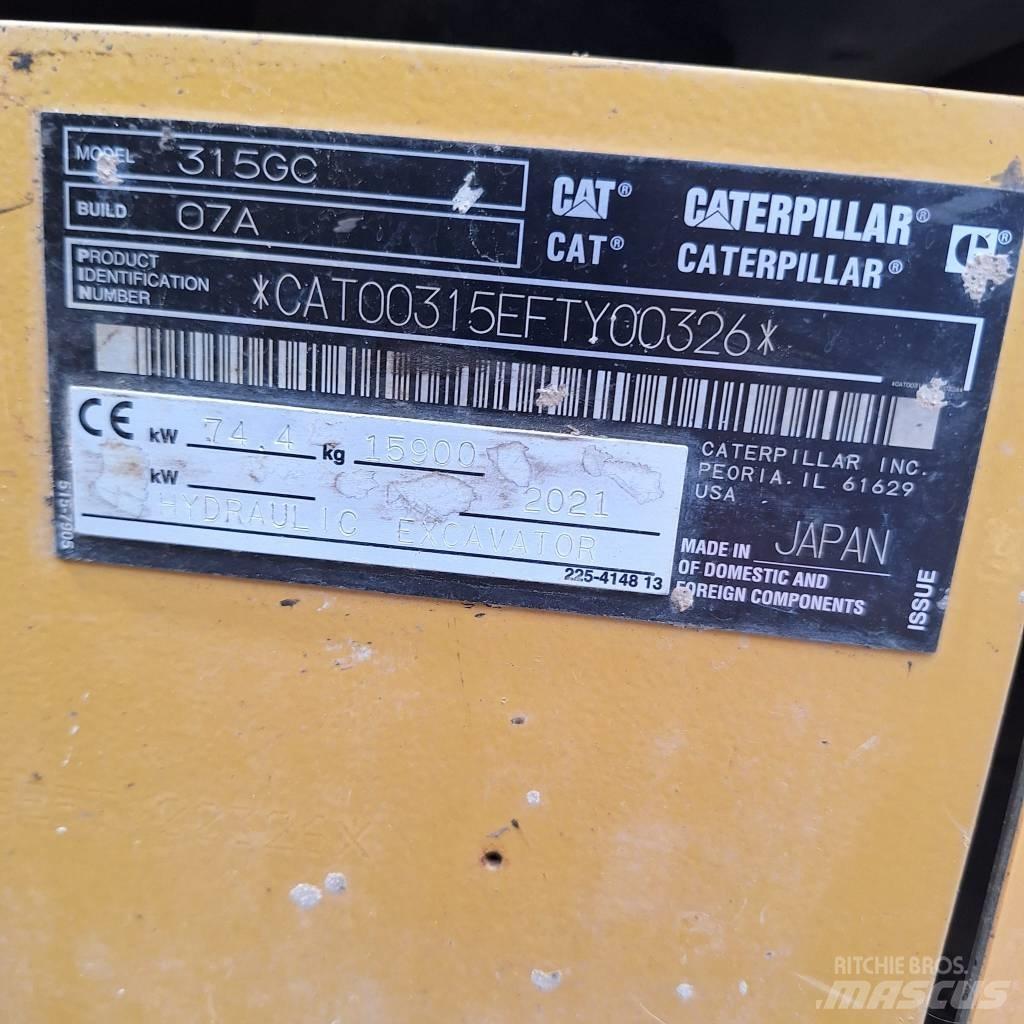 MODEL 315GC
BUILD 07A
CAT® CATERPILLAR®
CAT® CATERPILLAR®
C®
PRODUCT
IDENTIFICATION
NUMBER
*CAT00315EFTY00326*
CE kW 74.4 kg 15900
kW 2021
HYDRAULIC EXCAVATOR
225-4148 13
CATERPILLAR INC.
PEORIA. IL 61629
USA
MADE IN JAPAN
OF DOMESTIC AND
FOREIGN COMPONENTS
ISSUE
515-7905
RITCHIE BROS.
MASCUS